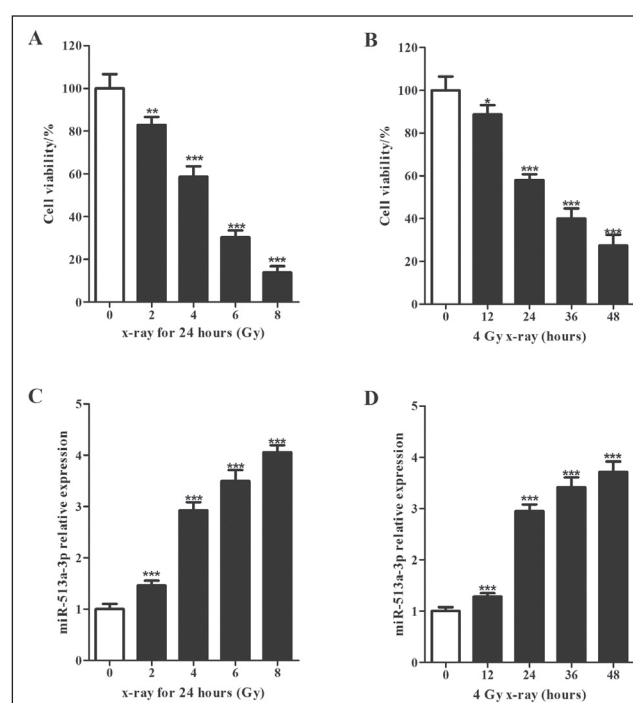 A
Cell viability/%
120
100
80
60
40
20
0
**
***
***
***
0 2 4 6 8
x-ray for 24 hours (Gy)
B
Cell viability/%
120
100
80
60
40
20
0
*
***
***
***
0 12 24 36 48
4 Gy x-ray (hours)
C
miR-513a-3p relative expression
5
4
3
2
1
0
***
***
***
***
0 2 4 6 8
x-ray for 24 hours (Gy)
D
miR-513a-3p relative expression
5
4
3
2
1
0
***
***
***
***
0 12 24 36 48
4 Gy x-ray (hours)